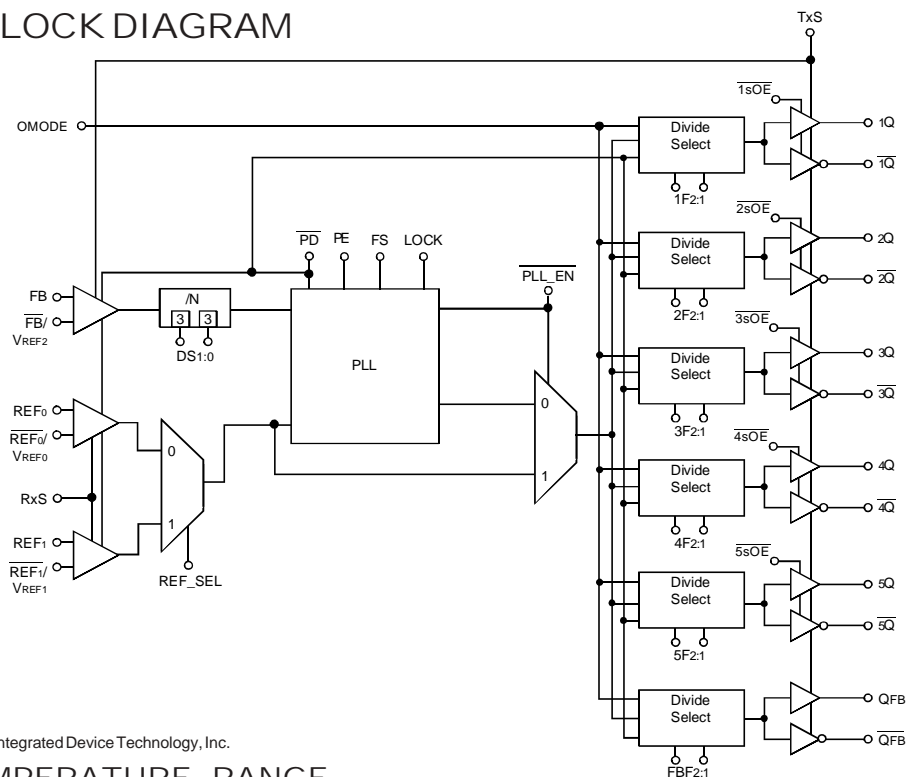 LOCK DIAGRAM
TxS
1sOE
OMODE
Divide
Select
1Q
1Q
1F2:1
2sOE
PD PE FS LOCK
PLL_EN
Divide
Select
2Q
2Q
2F2:1
FB
FB/
VREF2
/N
3 3
DS1:0
PLL
3sOE
Divide
Select
3Q
3Q
3F2:1
REF0
REF0/
VREF0
0
1
0
1
RxS
REF1
REF1/
VREF1
REF_SEL
4sOE
Divide
Select
4Q
4Q
4F2:1
5sOE
Divide
Select
5Q
5Q
5F2:1
Divide
Select
QFB
QFB
FBF2:1
ntegrated Device Technology, Inc.
MPERATURE RANGE